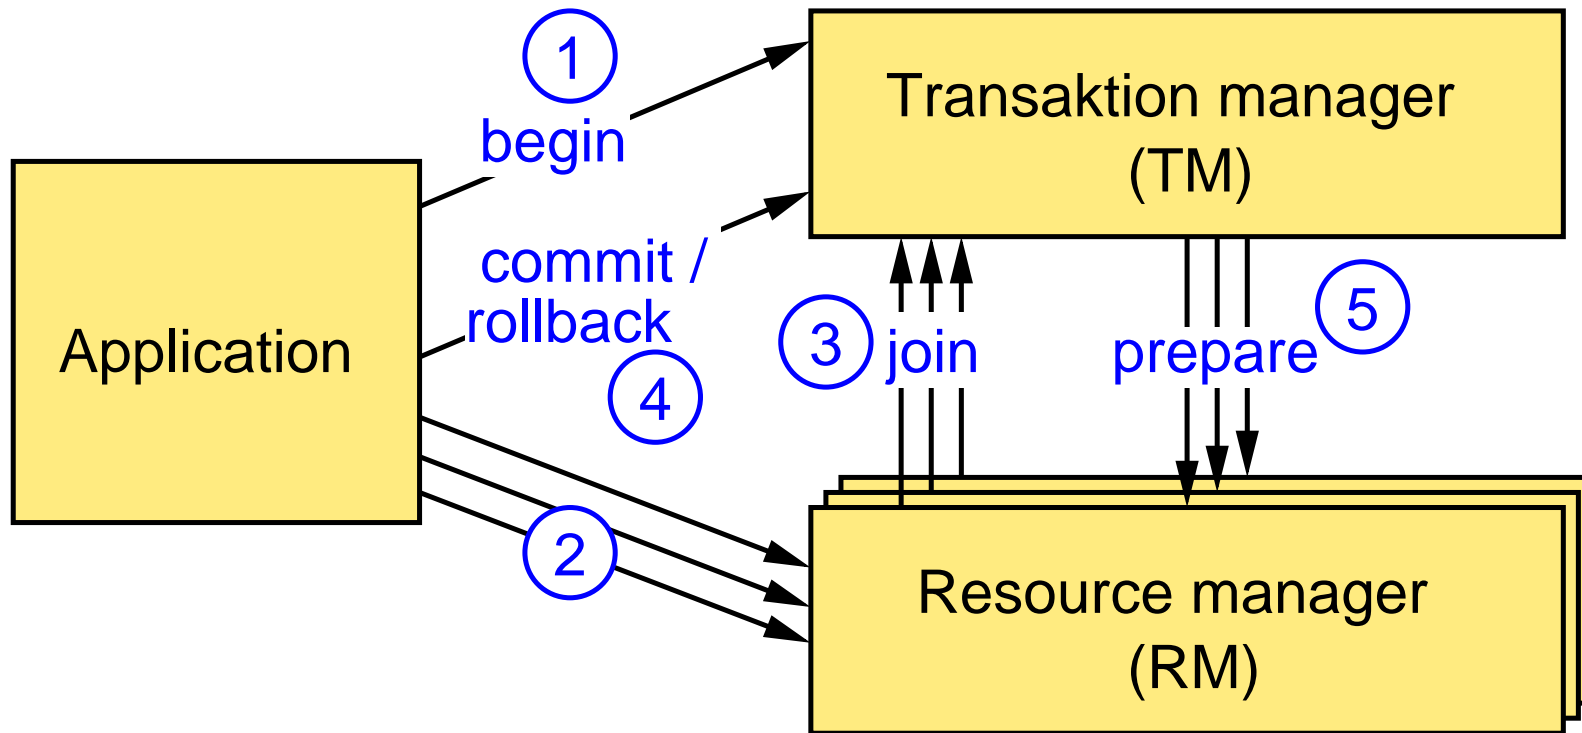 1
begin
Transaktion manager
(TM)
Application
commit /
rollback
4
3
join
prepare
5
2
Resource manager
(RM)